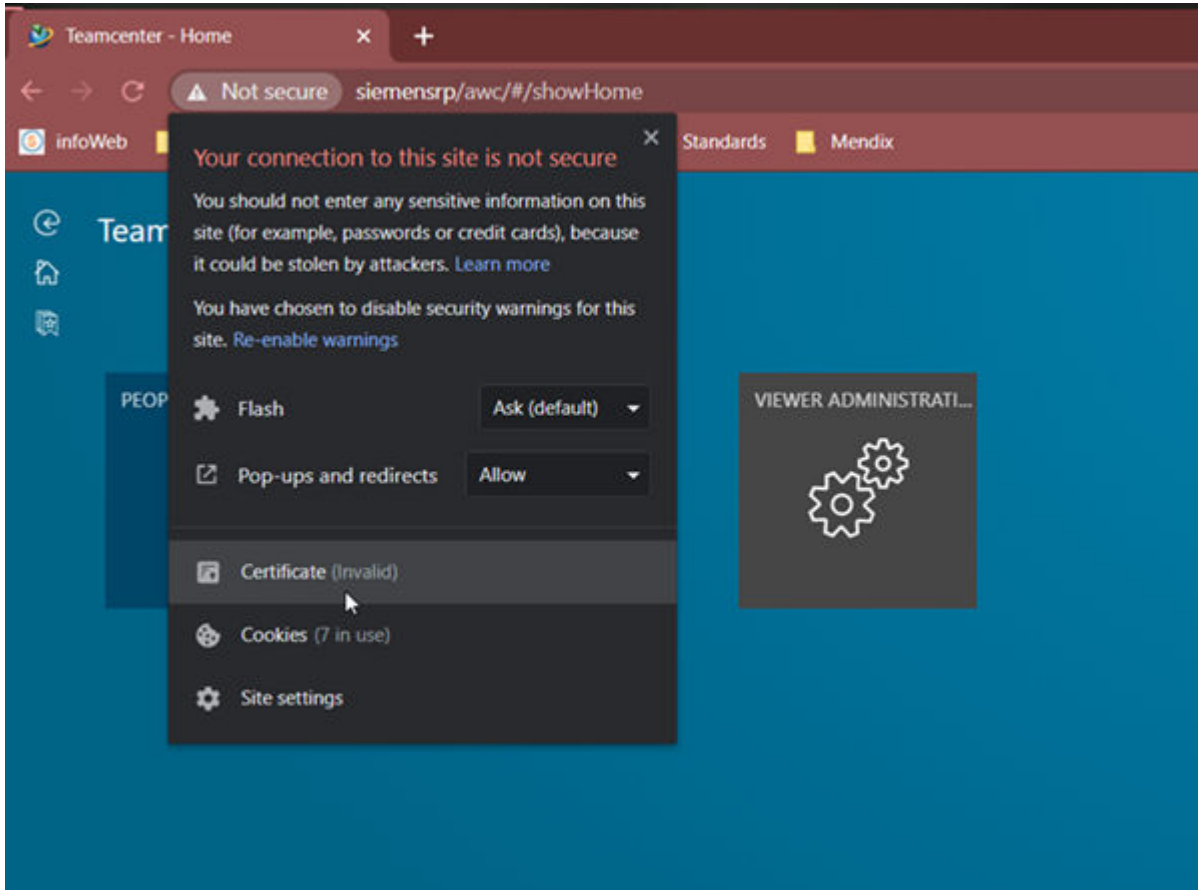 Teamcenter - Home
Not secure siemensrp/awc/#/showHome
infoWeb Standards Mendix
Your connection to this site is not secure
You should not enter any sensitive information on this
site (for example, passwords or credit cards), because
it could be stolen by attackers. Learn more
You have chosen to disable security warnings for this
site. Re-enable warnings
Flash Ask (default)
Pop-ups and redirects Allow
Certificate (Invalid)
Cookies (7 in use)
Site settings
Team
PEOP
VIEWER ADMINISTRATI...